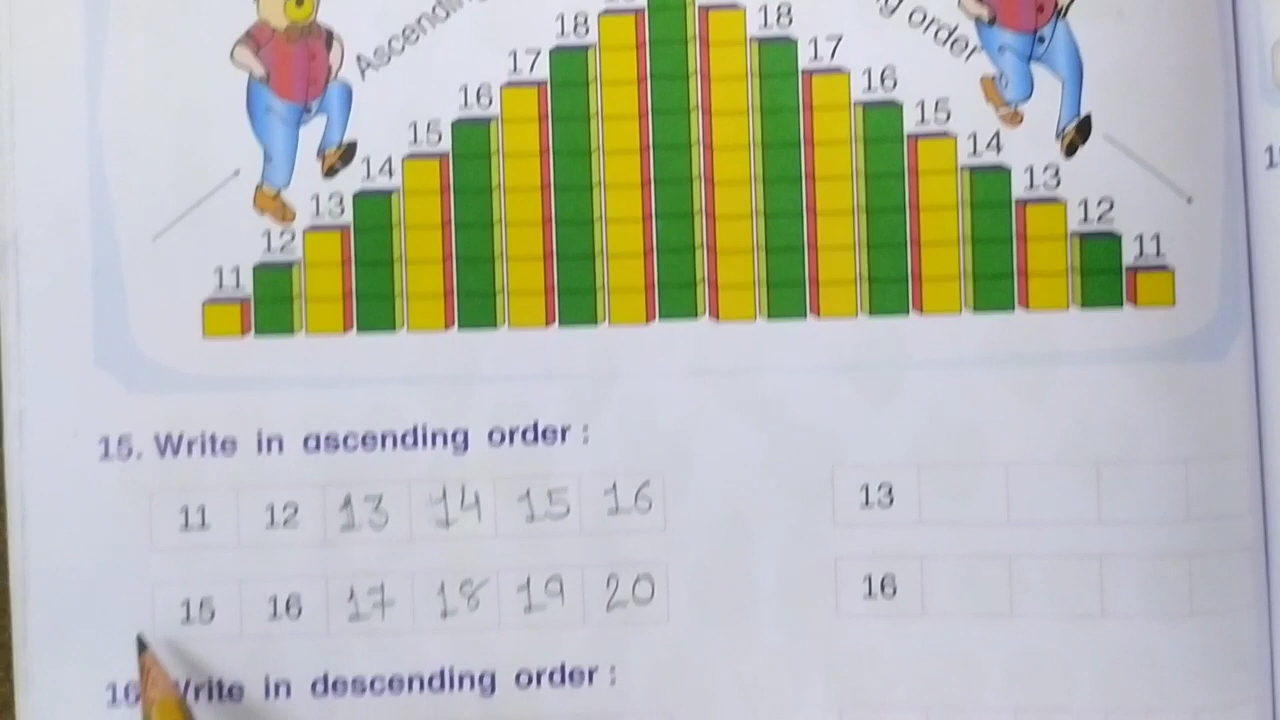 Ascending
g order
11 12 13 14 15 16 17 18 18 17 16 15 14 13 12 11
15. Write in ascending order :
11 12 13 14 15 16 13
15 16 17 18 19 20 16
16. Write in descending order :